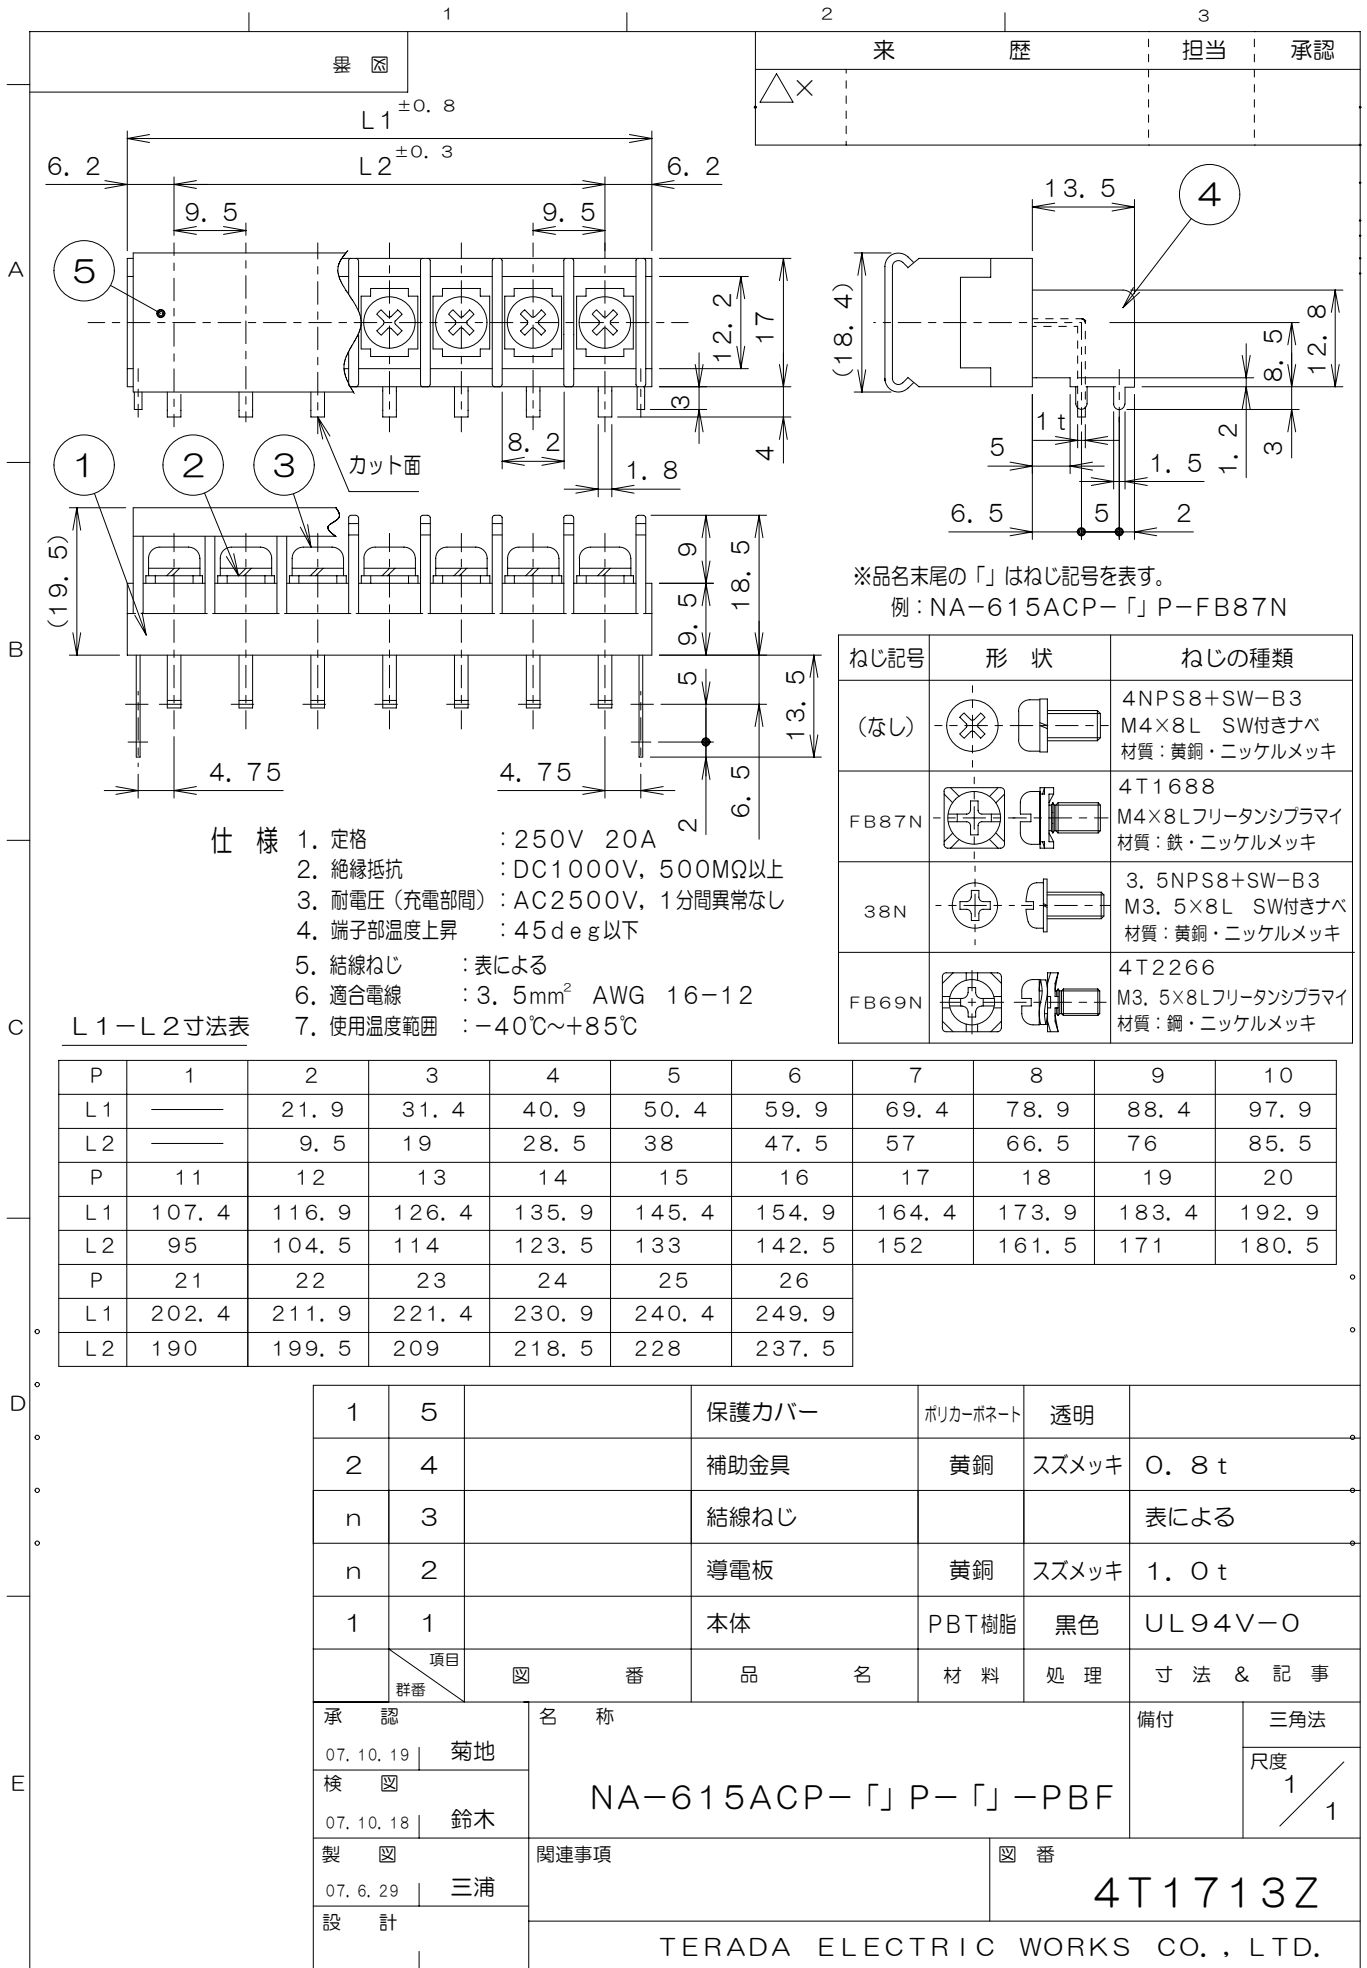 1 2 3
図 番
来 歴 担当 承認
△×
L1±0.8
L2±0.3
6.2 6.2
9.5 9.5
13.5
④
A
⑤
12.2
17
(18.4)
8.5
12.8
3
4
8.2
1.8
カット面
1t
5
1.5
1.2
3
6.5 5 2
① ② ③
(19.5)
9
9.5
18.5
B
5
13.5
4.75 4.75
2
6.5
※品名末尾の「」はねじ記号を表す。
例:NA-615ACP-「」P-FB87N
ねじ記号 形 状 ねじの種類
(なし) 4NPS8+SW-B3
M4×8L SW付きナベ
材質:黄銅・ニッケルメッキ
FB87N 4T1688
M4×8Lフリータンシプラマイ
材質:鉄・ニッケルメッキ
38N 3.5NPS8+SW-B3
M3.5×8L SW付きナベ
材質:黄銅・ニッケルメッキ
FB69N 4T2266
M3.5×8Lフリータンシプラマイ
材質:鋼・ニッケルメッキ
仕 様 1.定格 :250V 20A
2.絶縁抵抗 :DC1000V,500MΩ以上
3.耐電圧(充電部間):AC2500V,1分間異常なし
4.端子部温度上昇 :45deg以下
5.結線ねじ :表による
6.適合電線 :3.5mm² AWG 16-12
7.使用温度範囲 :-40℃~+85℃
C
L1-L2寸法表
P 1 2 3 4 5 6 7 8 9 10
L1 ── 21.9 31.4 40.9 50.4 59.9 69.4 78.9 88.4 97.9
L2 ── 9.5 19 28.5 38 47.5 57 66.5 76 85.5
P 11 12 13 14 15 16 17 18 19 20
L1 107.4 116.9 126.4 135.9 145.4 154.9 164.4 173.9 183.4 192.9
L2 95 104.5 114 123.5 133 142.5 152 161.5 171 180.5
P 21 22 23 24 25 26
L1 202.4 211.9 221.4 230.9 240.4 249.9
L2 190 199.5 209 218.5 228 237.5
D
1 5 保護カバー ポリカーボネート 透明
2 4 補助金具 黄銅 スズメッキ 0.8t
n 3 結線ねじ 表による
n 2 導電板 黄銅 スズメッキ 1.0t
1 1 本体 PBT樹脂 黒色 UL94V-0
項目
群番
図 番 品 名 材 料 処 理 寸 法 & 記 事
E
承 認
07.10.19 菊地
検 図
07.10.18 鈴木
製 図
07.6.29 三浦
設 計
名 称
NA-615ACP-「」P-「」-PBF
備付
三角法
尺度
1/1
関連事項
図 番
4T1713Z
TERADA ELECTRIC WORKS CO.,LTD.